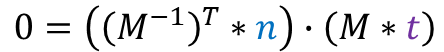 0 = ((M⁻¹)ᵀ * n) · (M * t)